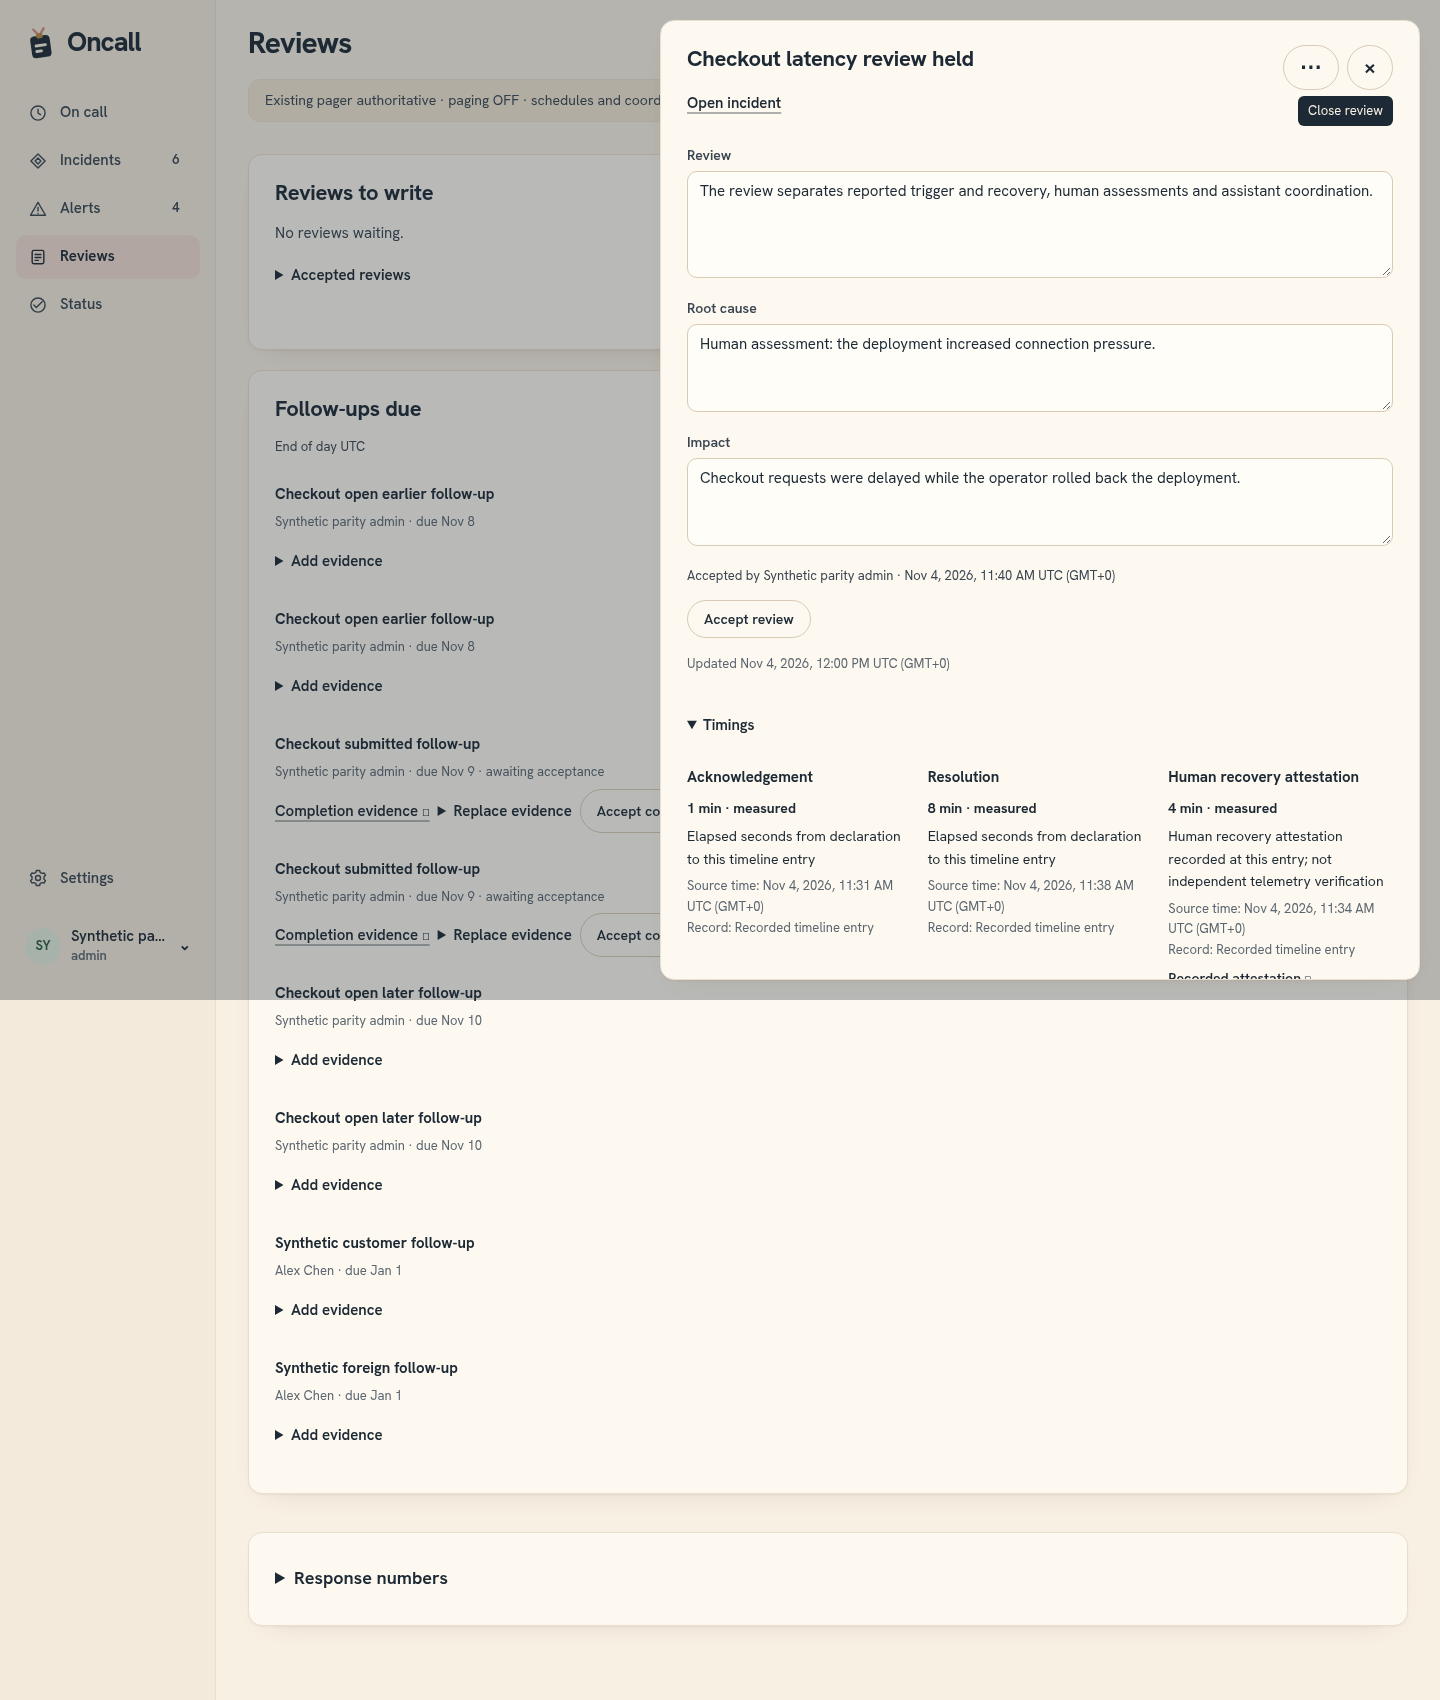 Oncall
On call
Incidents 6
Alerts 4
Reviews
Status
Settings
SY
Synthetic pa...
admin
Reviews
Existing pager authoritative · paging OFF · schedules and coord
Reviews to write
No reviews waiting.
Accepted reviews
Follow-ups due
End of day UTC
Checkout open earlier follow-up
Synthetic parity admin · due Nov 8
Add evidence
Checkout open earlier follow-up
Synthetic parity admin · due Nov 8
Add evidence
Checkout submitted follow-up
Synthetic parity admin · due Nov 9 · awaiting acceptance
Completion evidence Replace evidence Accept co
Checkout submitted follow-up
Synthetic parity admin · due Nov 9 · awaiting acceptance
Completion evidence Replace evidence Accept co
Checkout open later follow-up
Synthetic parity admin · due Nov 10
Add evidence
Checkout open later follow-up
Synthetic parity admin · due Nov 10
Add evidence
Synthetic customer follow-up
Alex Chen · due Jan 1
Add evidence
Synthetic foreign follow-up
Alex Chen · due Jan 1
Add evidence
Response numbers
Checkout latency review held
Open incident
Close review
Review
The review separates reported trigger and recovery, human assessments and assistant coordination.
Root cause
Human assessment: the deployment increased connection pressure.
Impact
Checkout requests were delayed while the operator rolled back the deployment.
Accepted by Synthetic parity admin · Nov 4, 2026, 11:40 AM UTC (GMT+0)
Accept review
Updated Nov 4, 2026, 12:00 PM UTC (GMT+0)
Timings
Acknowledgement
1 min · measured
Elapsed seconds from declaration
to this timeline entry
Source time: Nov 4, 2026, 11:31 AM
UTC (GMT+0)
Record: Recorded timeline entry
Resolution
8 min · measured
Elapsed seconds from declaration
to this timeline entry
Source time: Nov 4, 2026, 11:38 AM
UTC (GMT+0)
Record: Recorded timeline entry
Human recovery attestation
4 min · measured
Human recovery attestation
recorded at this entry; not
independent telemetry verification
Source time: Nov 4, 2026, 11:34 AM
UTC (GMT+0)
Record: Recorded timeline entry
Recorded attestation